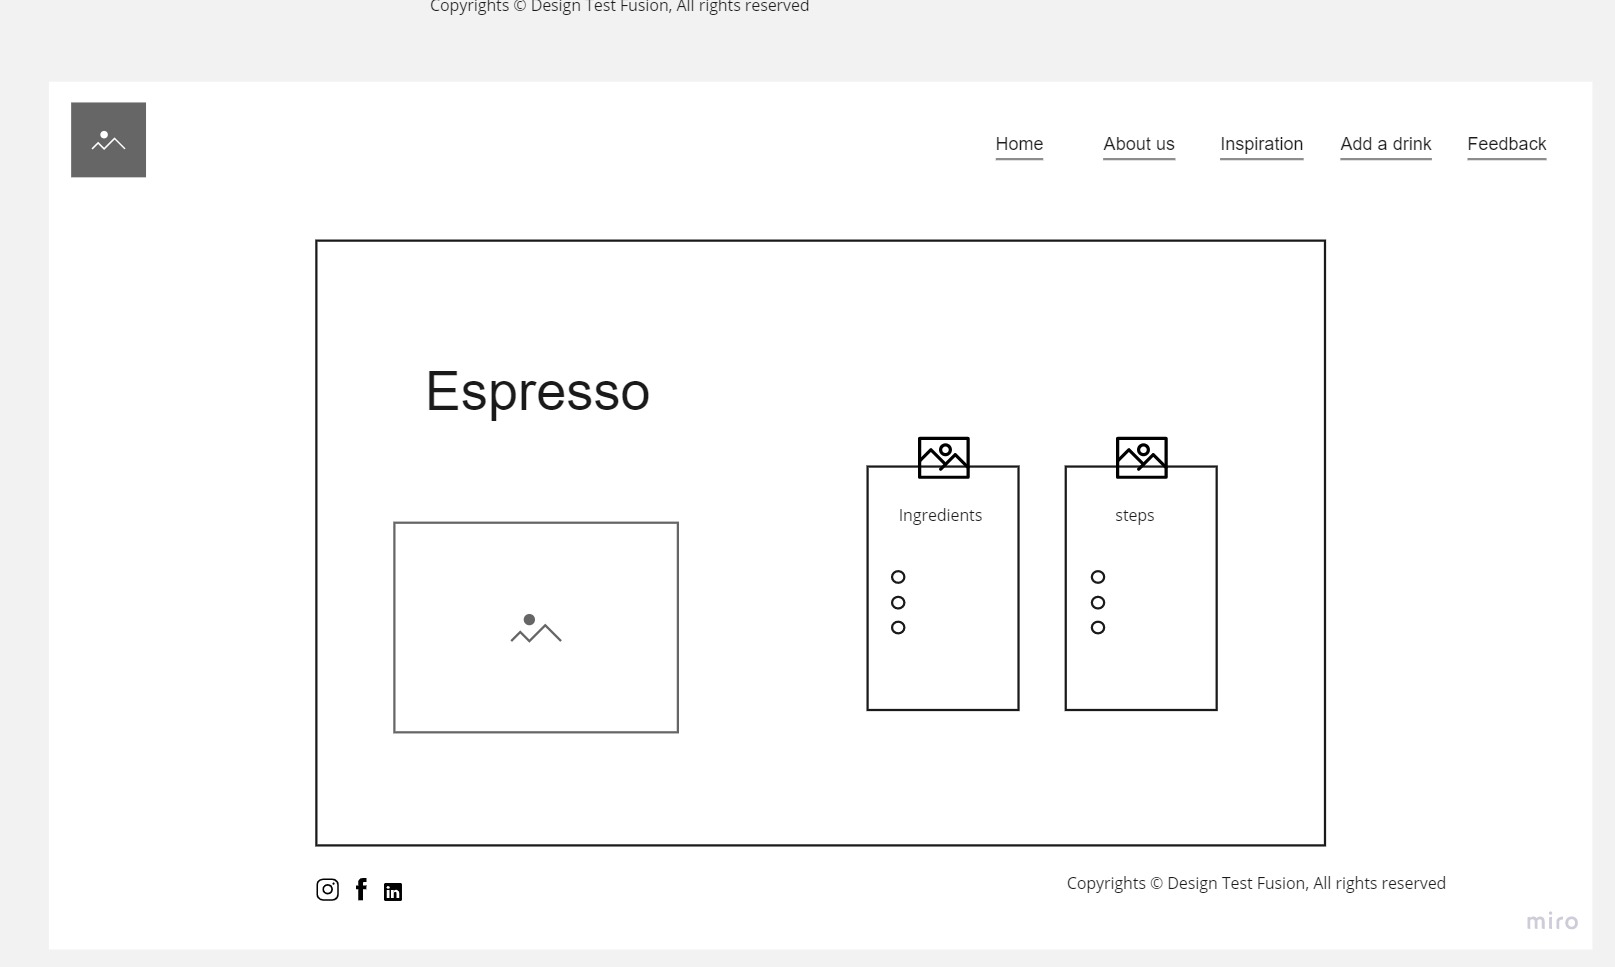 Copyrights © Design Test Fusion, All rights reserved
Home
About us
Inspiration
Add a drink
Feedback
Espresso
Ingredients
steps
Copyrights © Design Test Fusion, All rights reserved
miro